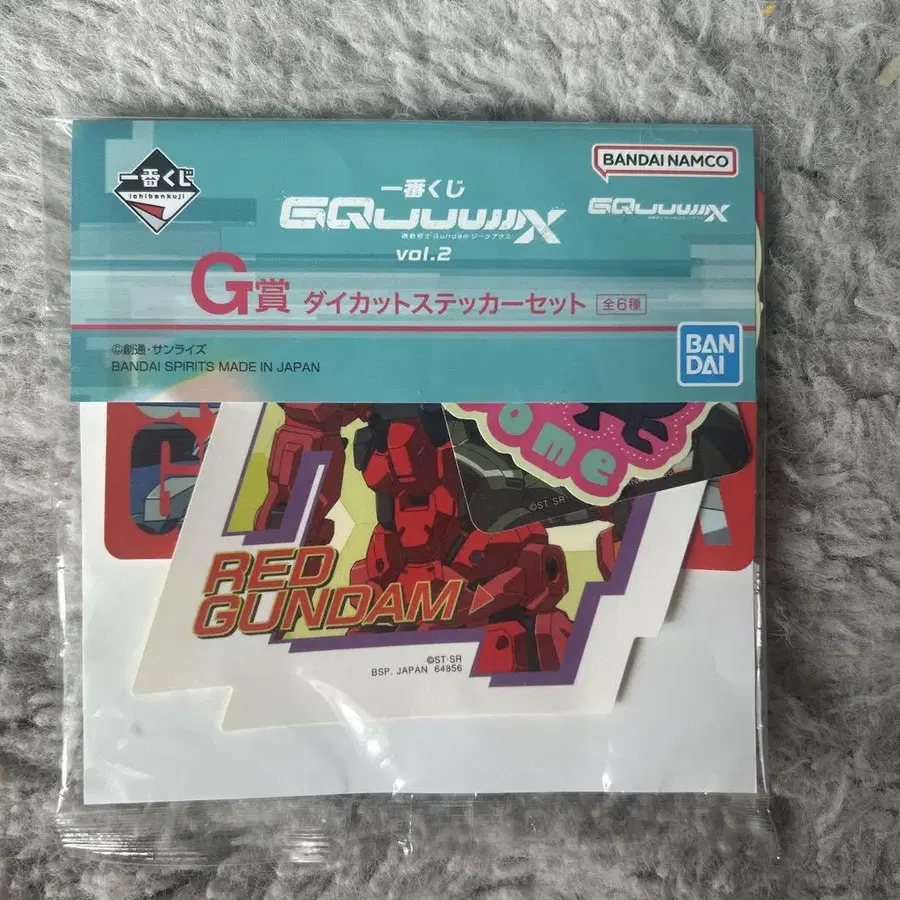 一番くじ
ichibankuji
一番くじ
GQuuuuuuX
機動戦士Gundam ジークアクス
vol.2
BANDAI NAMCO
GQuuuuuuX
G賞 ダイカットステッカーセット 全6種
©創通・サンライズ
BANDAI SPIRITS MADE IN JAPAN
BAN
DAI
ome
©ST・SR
G
RED
GUNDAM
©ST・SR
BSP, JAPAN 64856